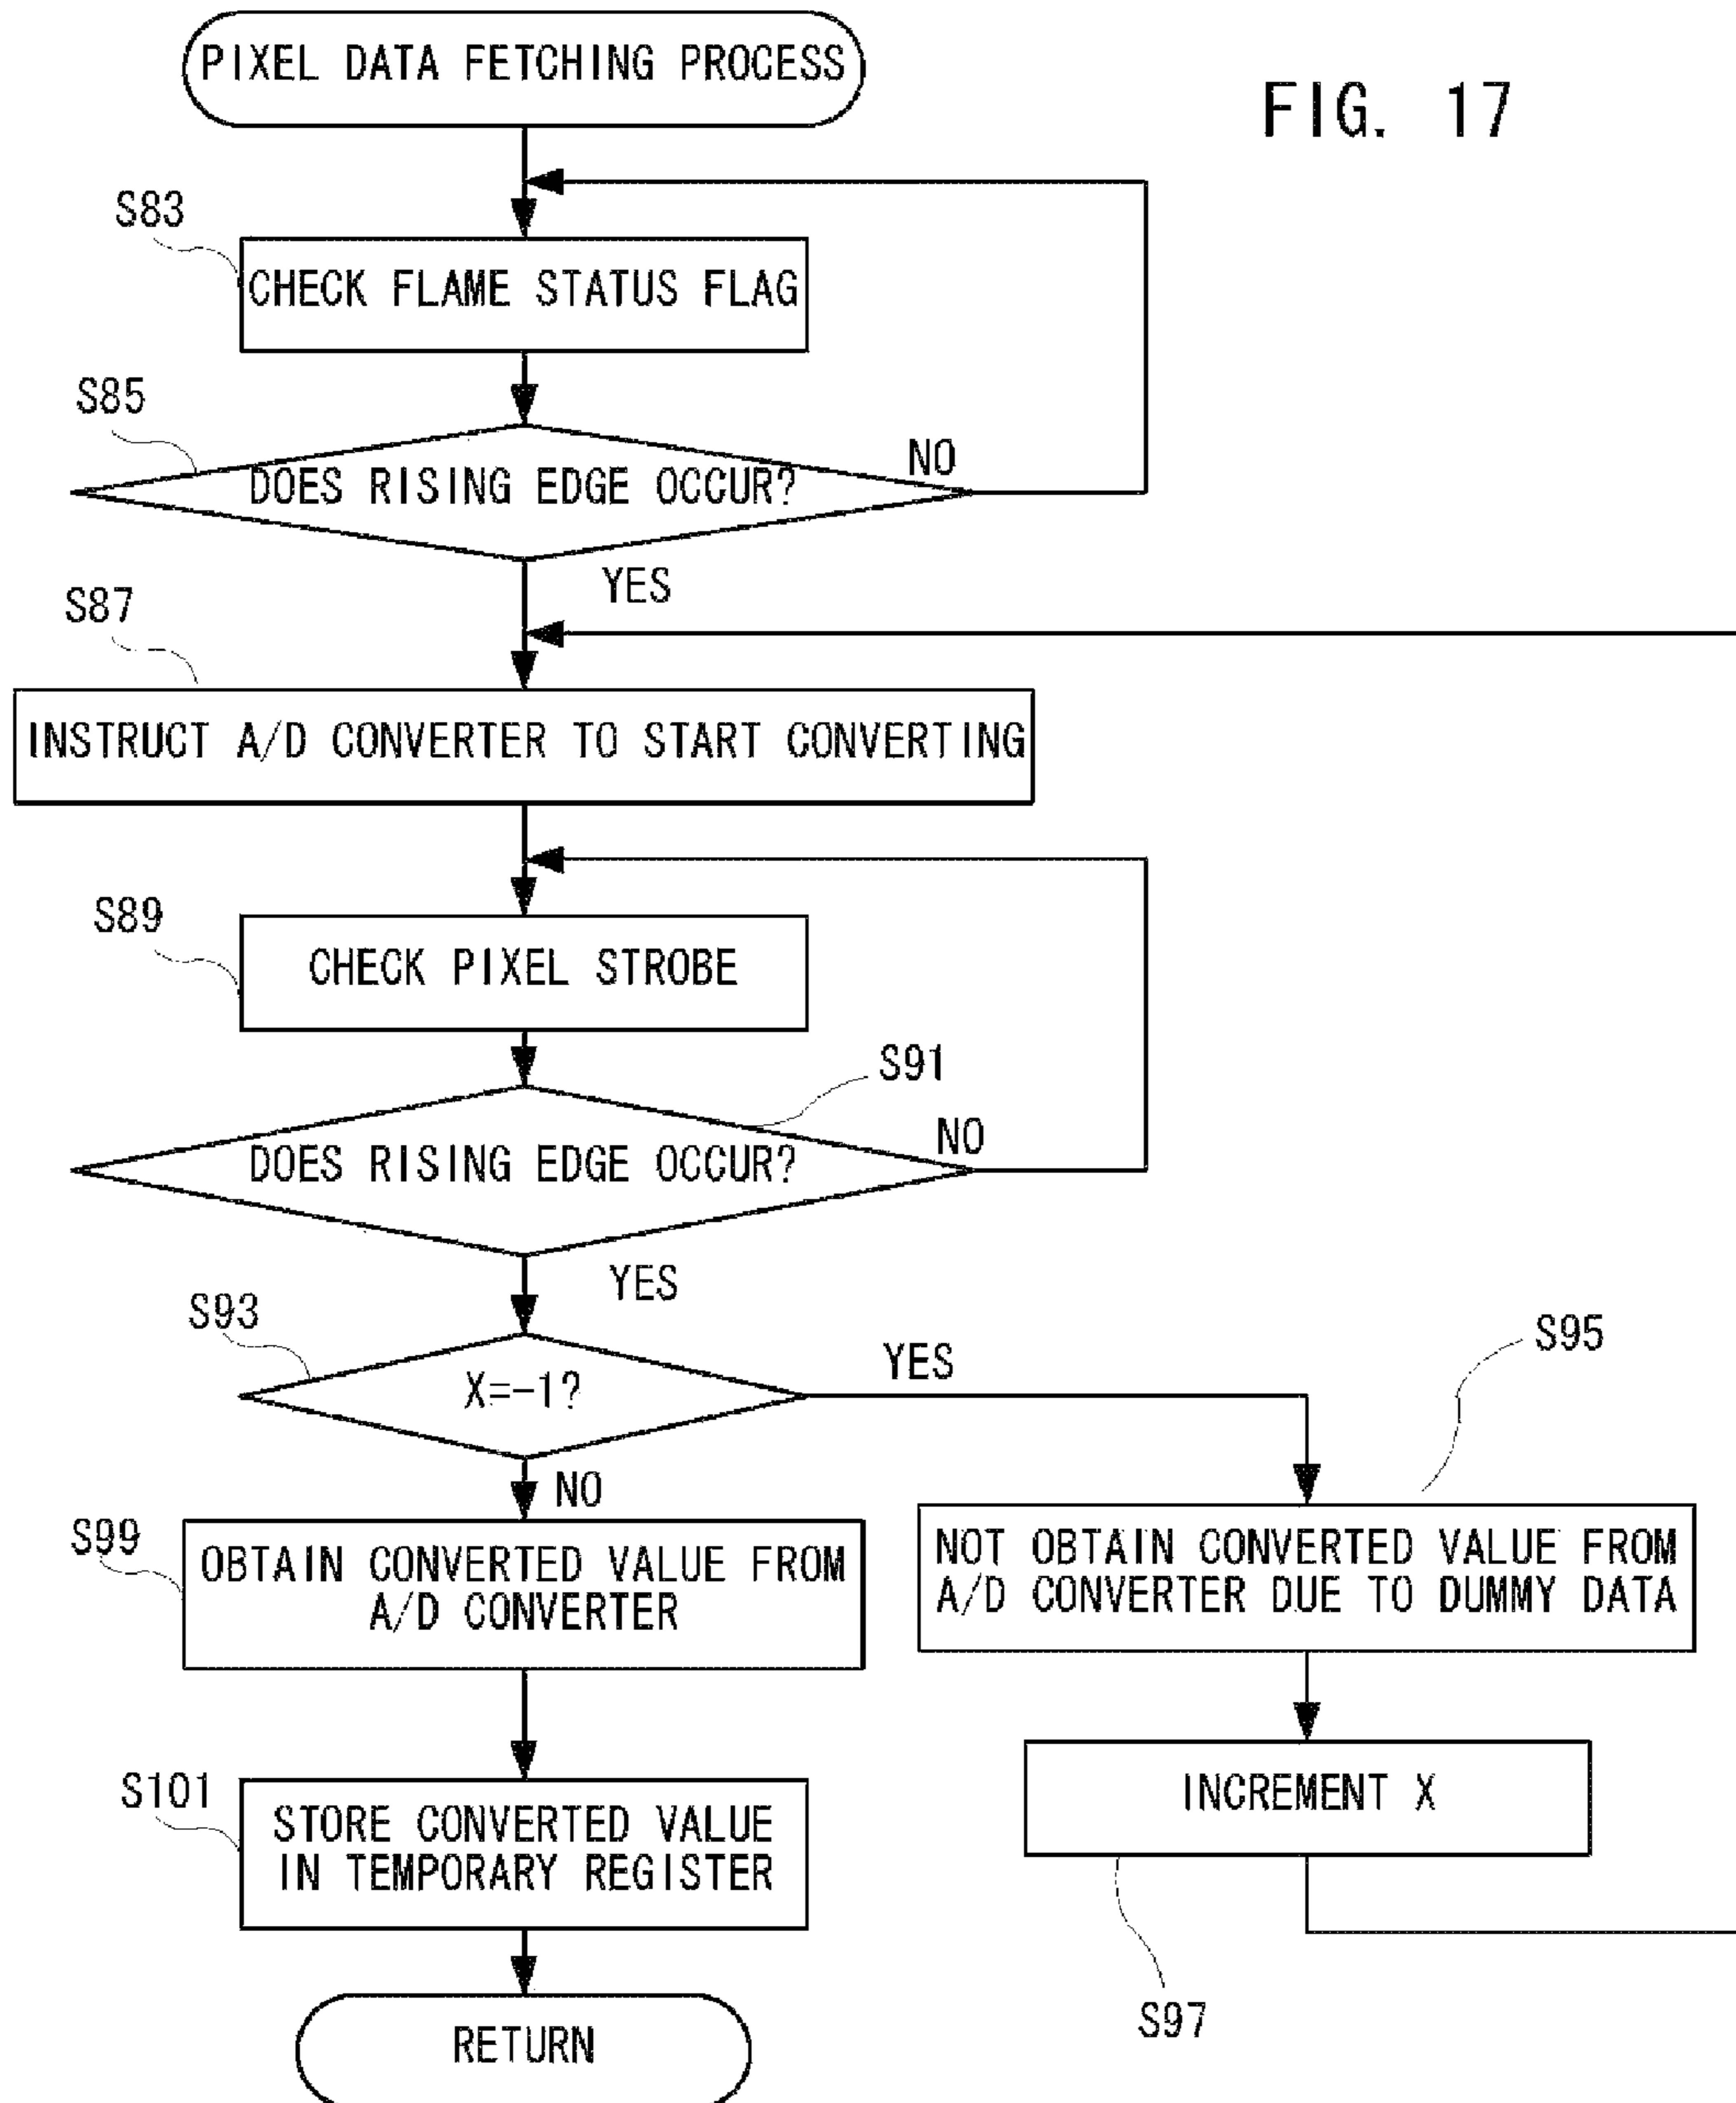 PIXEL DATA FETCHING PROCESS
FIG. 17
S83
CHECK FLAME STATUS FLAG
S85
DOES RISING EDGE OCCUR?
NO
YES
S87
INSTRUCT A/D CONVERTER TO START CONVERTING
S89
CHECK PIXEL STROBE
S91
DOES RISING EDGE OCCUR?
NO
YES
S93
X=-1?
YES
S95
NO
S99
OBTAIN CONVERTED VALUE FROM
A/D CONVERTER
NOT OBTAIN CONVERTED VALUE FROM
A/D CONVERTER DUE TO DUMMY DATA
INCREMENT X
S97
S101
STORE CONVERTED VALUE
IN TEMPORARY REGISTER
RETURN